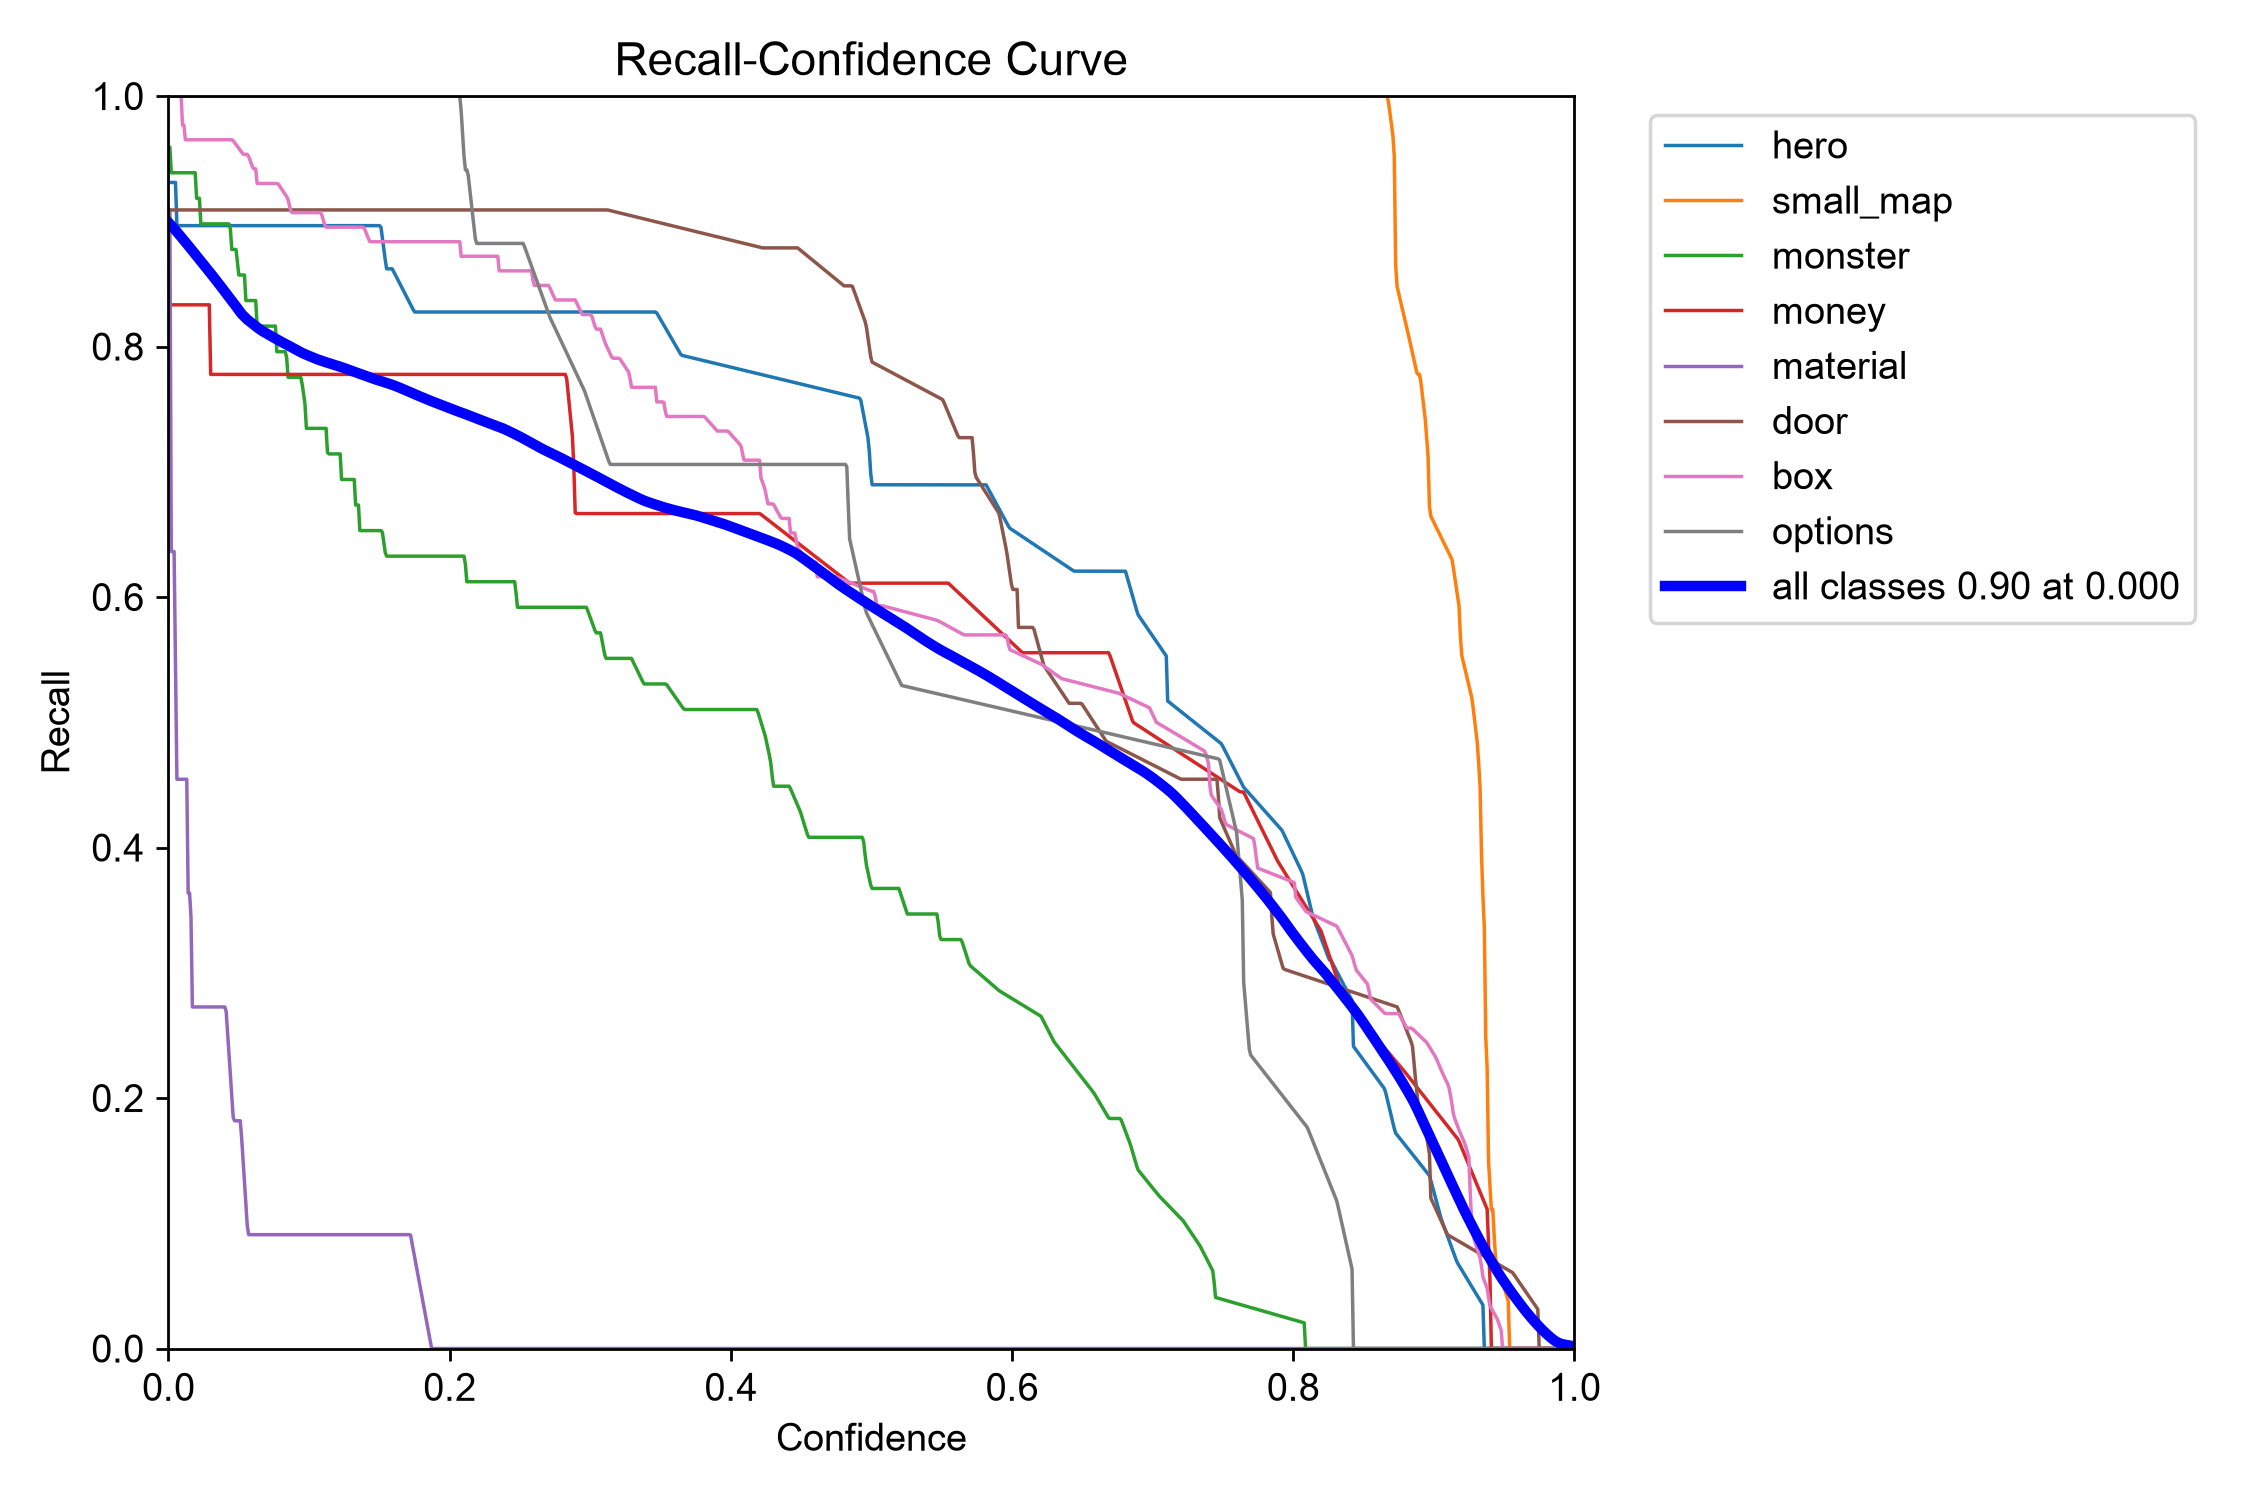 Recall-Confidence Curve
1.0
0.8
0.6
0.4
0.2
0.0
Recall
0.0 0.2 0.4 0.6 0.8 1.0
Confidence
hero
small_map
monster
money
material
door
box
options
all classes 0.90 at 0.000